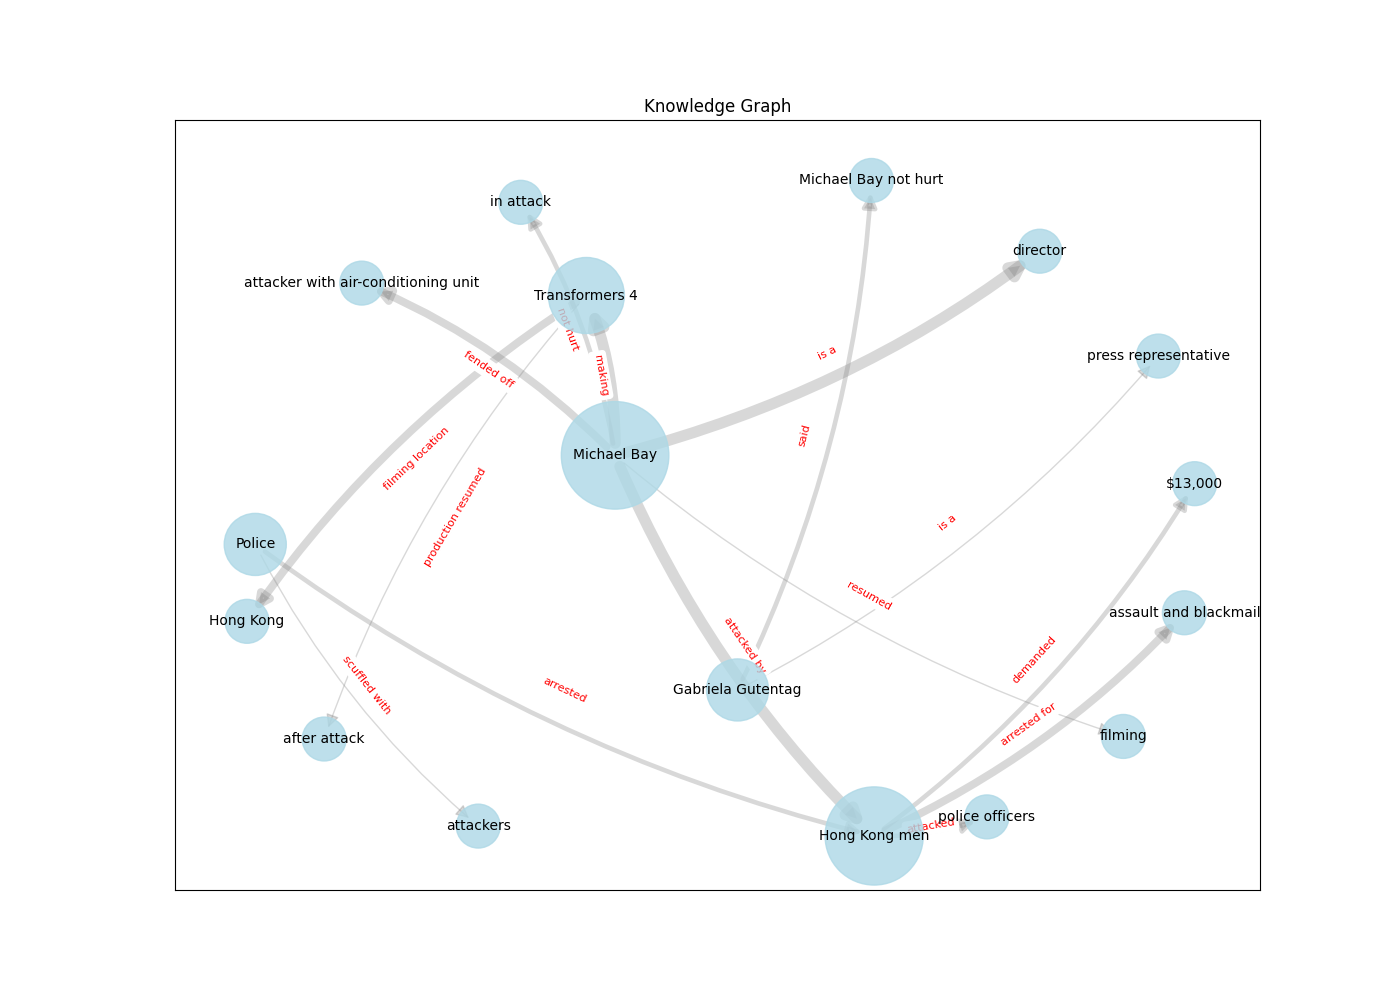 Knowledge Graph
Michael Bay not hurt
in attack
director
attacker with air-conditioning unit
Transformers 4
not hurt
is a
press representative
fended off
making
said
Michael Bay
filming location
$13,000
production resumed
is a
Police
resumed
assault and blackmail
Hong Kong
attacked by
demanded
scuffled with
arrested
Gabriela Gutentag
arrested for
after attack
filming
police officers
attackers
attacked
Hong Kong men